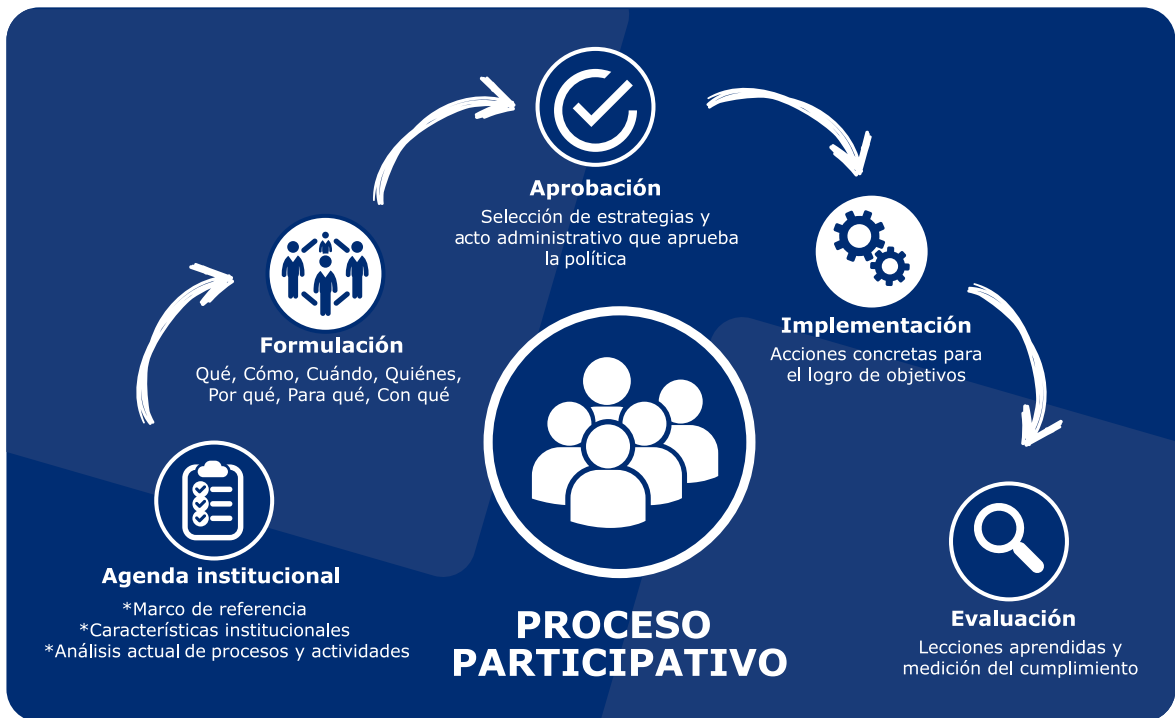 Agenda institucional
*Marco de referencia
*Características institucionales
*Análisis actual de procesos y actividades
Formulación
Qué, Cómo, Cuándo, Quiénes,
Por qué, Para qué, Con qué
Aprobación
Selección de estrategias y
acto administrativo que aprueba
la política
Implementación
Acciones concretas para
el logro de objetivos
Evaluación
Lecciones aprendidas y
medición del cumplimiento
PROCESO
PARTICIPATIVO